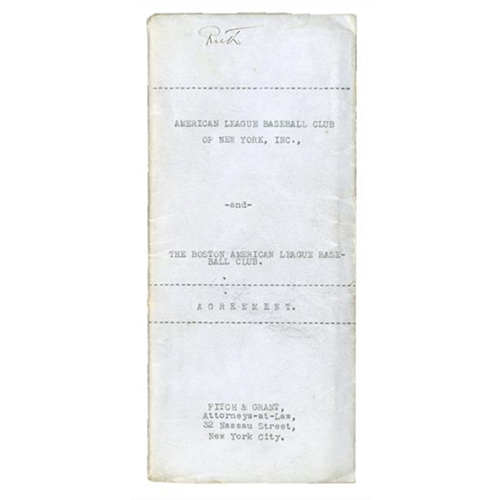 Ruth
AMERICAN LEAGUE BASEBALL CLUB
OF NEW YORK, INC.,
-and-
THE BOSTON AMERICAN LEAGUE BASE-
BALL CLUB.
A G R E E M E N T.
FITCH & GRANT,
Attorneys-at-Law,
32 Nassau Street,
New York City.